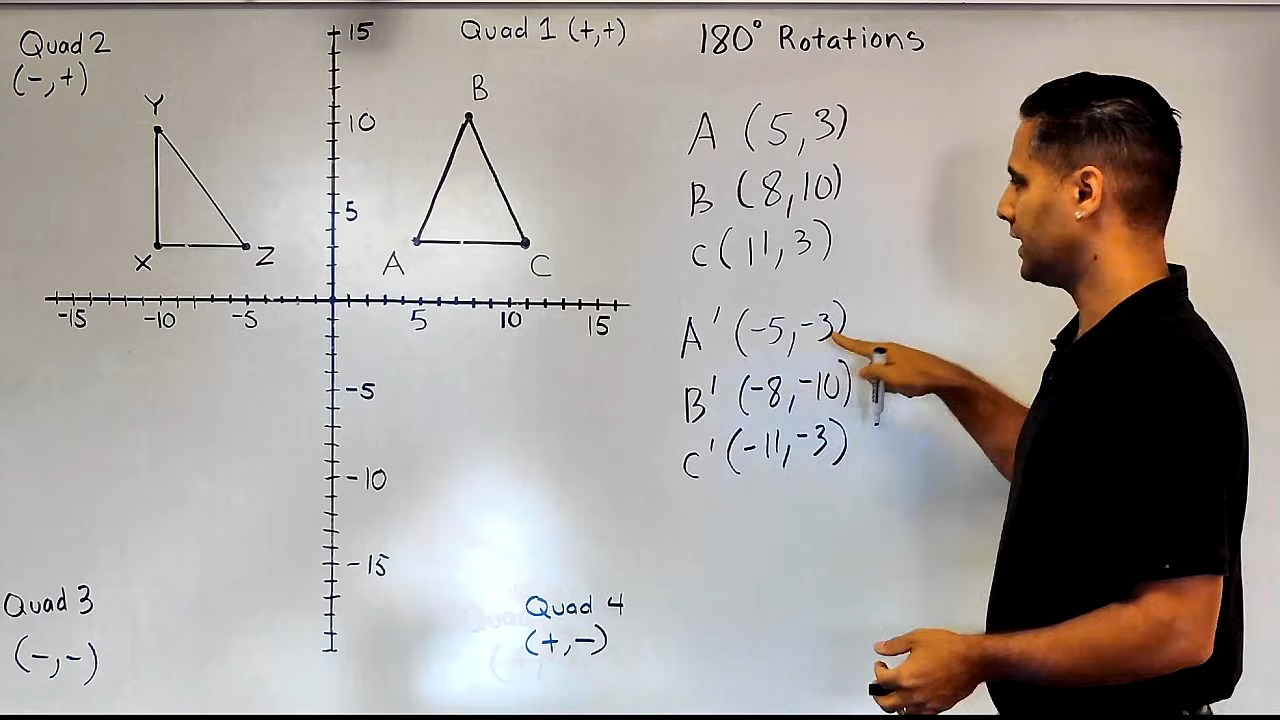 Quad 2
(-,+)
Quad 1 (+,+)
180° Rotations
15
10
5
-5
-10
-15
-15 -10 -5 5 10 15
Y
X
Z
B
A
C
A (5,3)
B (8,10)
C (11,3)
A' (-5,-3)
B' (-8,-10)
C' (-11,-3)
Quad 3
(-,-)
Quad 4
(+,-)